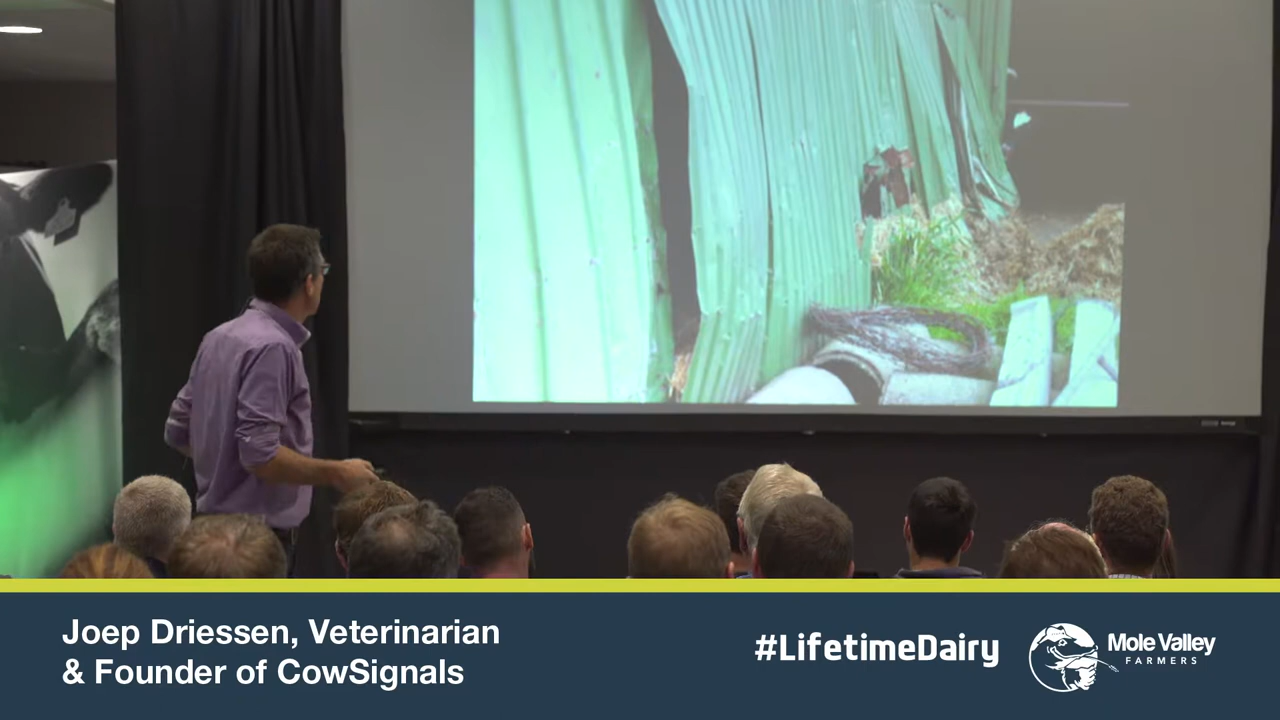 Joep Driessen, Veterinarian
& Founder of CowSignals
#LifetimeDairy
Mole Valley
FARMERS